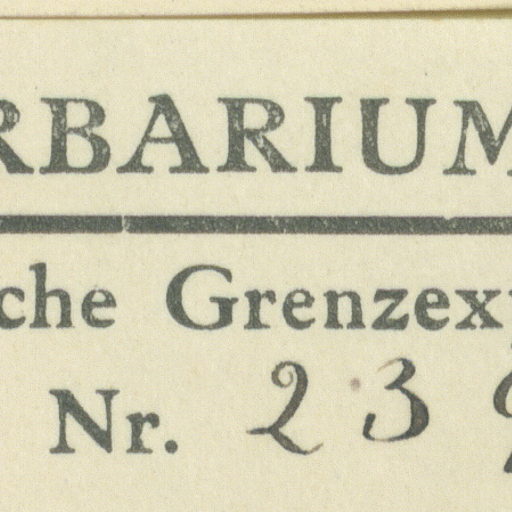 RBARIUM
che Grenzex
Nr. 23